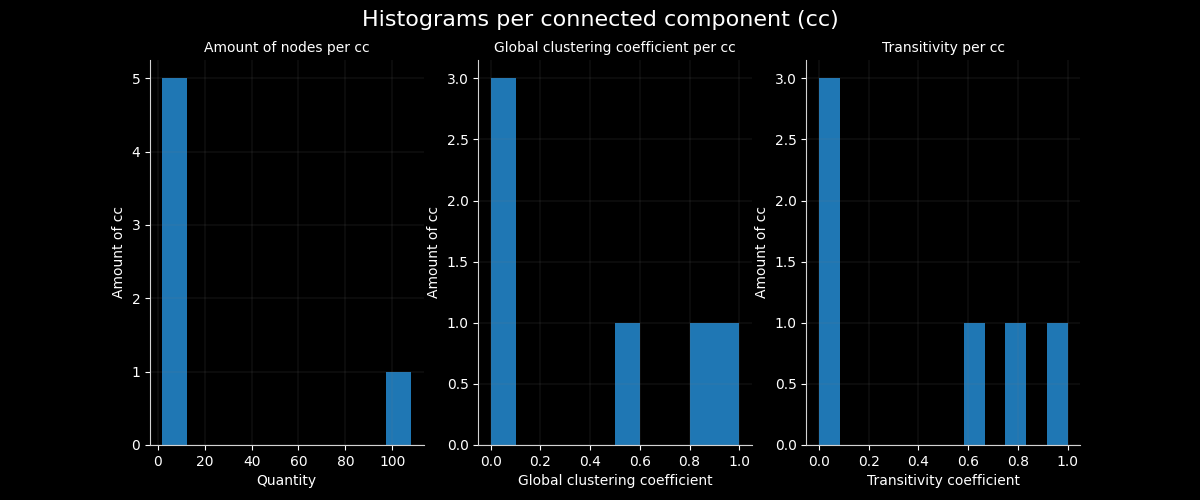 Histograms per connected component (cc)
Amount of nodes per cc
5
4
3
2
1
0
Amount of cc
0 20 40 60 80 100
Quantity
Global clustering coefficient per cc
3.0
2.5
2.0
1.5
1.0
0.5
0.0
Amount of cc
0.0 0.2 0.4 0.6 0.8 1.0
Global clustering coefficient
Transitivity per cc
3.0
2.5
2.0
1.5
1.0
0.5
0.0
Amount of cc
0.0 0.2 0.4 0.6 0.8 1.0
Transitivity coefficient